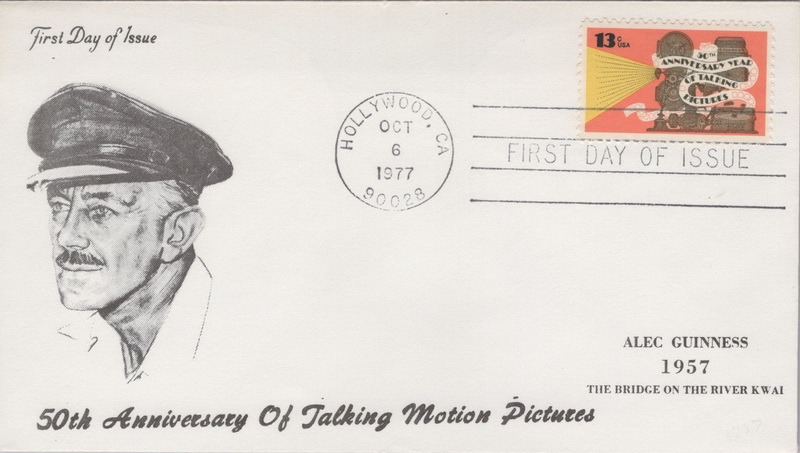 First Day of Issue
13c USA
50TH
ANNIVERSARY YEAR
OF TALKING
PICTURES
HOLLYWOOD, CA
OCT
6
1977
90028
FIRST DAY OF ISSUE
ALEC GUINNESS
1957
THE BRIDGE ON THE RIVER KWAI
50th Anniversary Of Talking Motion Pictures